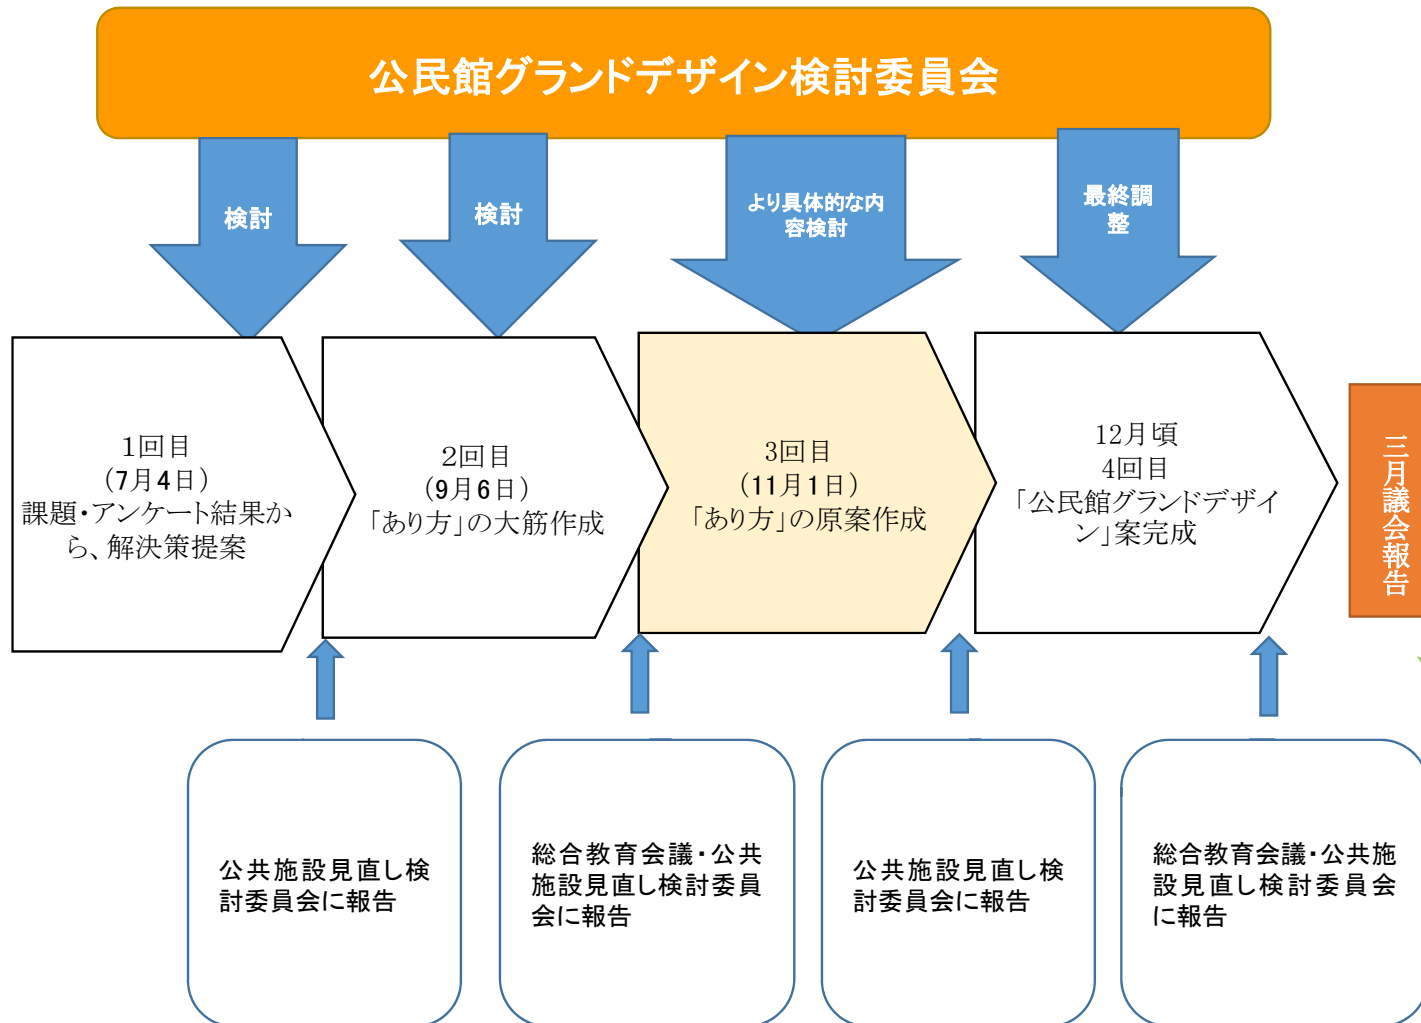 公民館グランドデザイン検討委員会
検討
検討
より具体的な内
容検討
最終調
整
1回目
(7月4日)
課題・アンケート結果か
ら、解決策提案
2回目
(9月6日)
「あり方」の大筋作成
3回目
(11月1日)
「あり方」の原案作成
12月頃
4回目
「公民館グランドデザイ
ン」案完成
三月議会報告
公共施設見直し検
討委員会に報告
総合教育会議・公共
施設見直し検討委員
会に報告
公共施設見直し検
討委員会に報告
総合教育会議・公共施
設見直し検討委員会
に報告